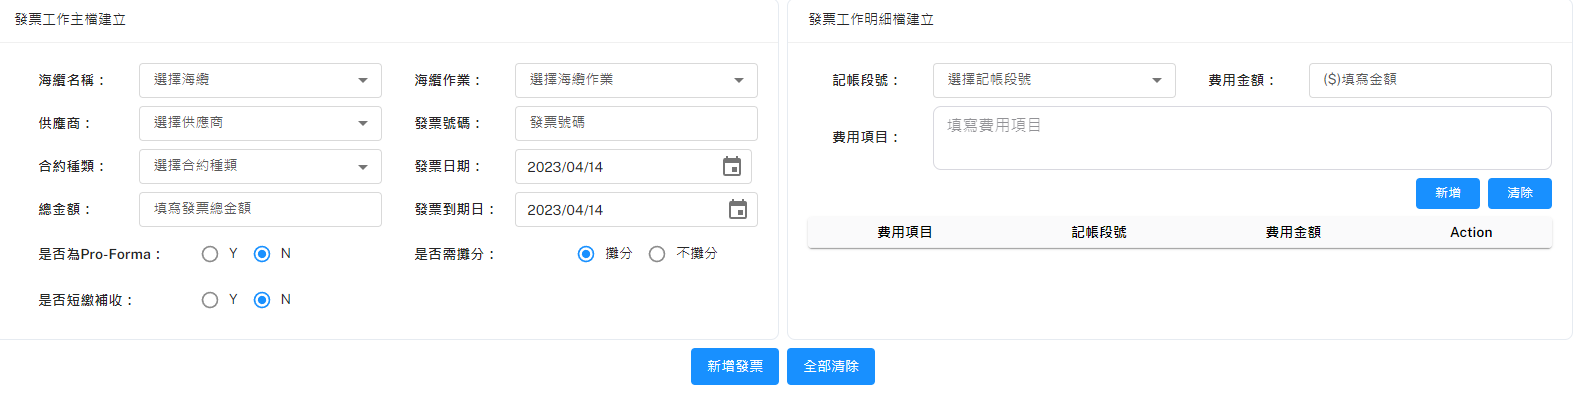 發票工作主檔建立
海纜名稱：
選擇海纜
海纜作業：
選擇海纜作業
供應商：
選擇供應商
發票號碼：
發票號碼
合約種類：
選擇合約種類
發票日期：
2023/04/14
總金額：
填寫發票總金額
發票到期日：
2023/04/14
是否為Pro-Forma：
Y
N
是否需攤分：
攤分
不攤分
是否短繳補收：
Y
N
發票工作明細檔建立
記帳段號：
選擇記帳段號
費用金額：
($)填寫金額
費用項目：
填寫費用項目
新增
清除
費用項目
記帳段號
費用金額
Action
新增發票
全部清除